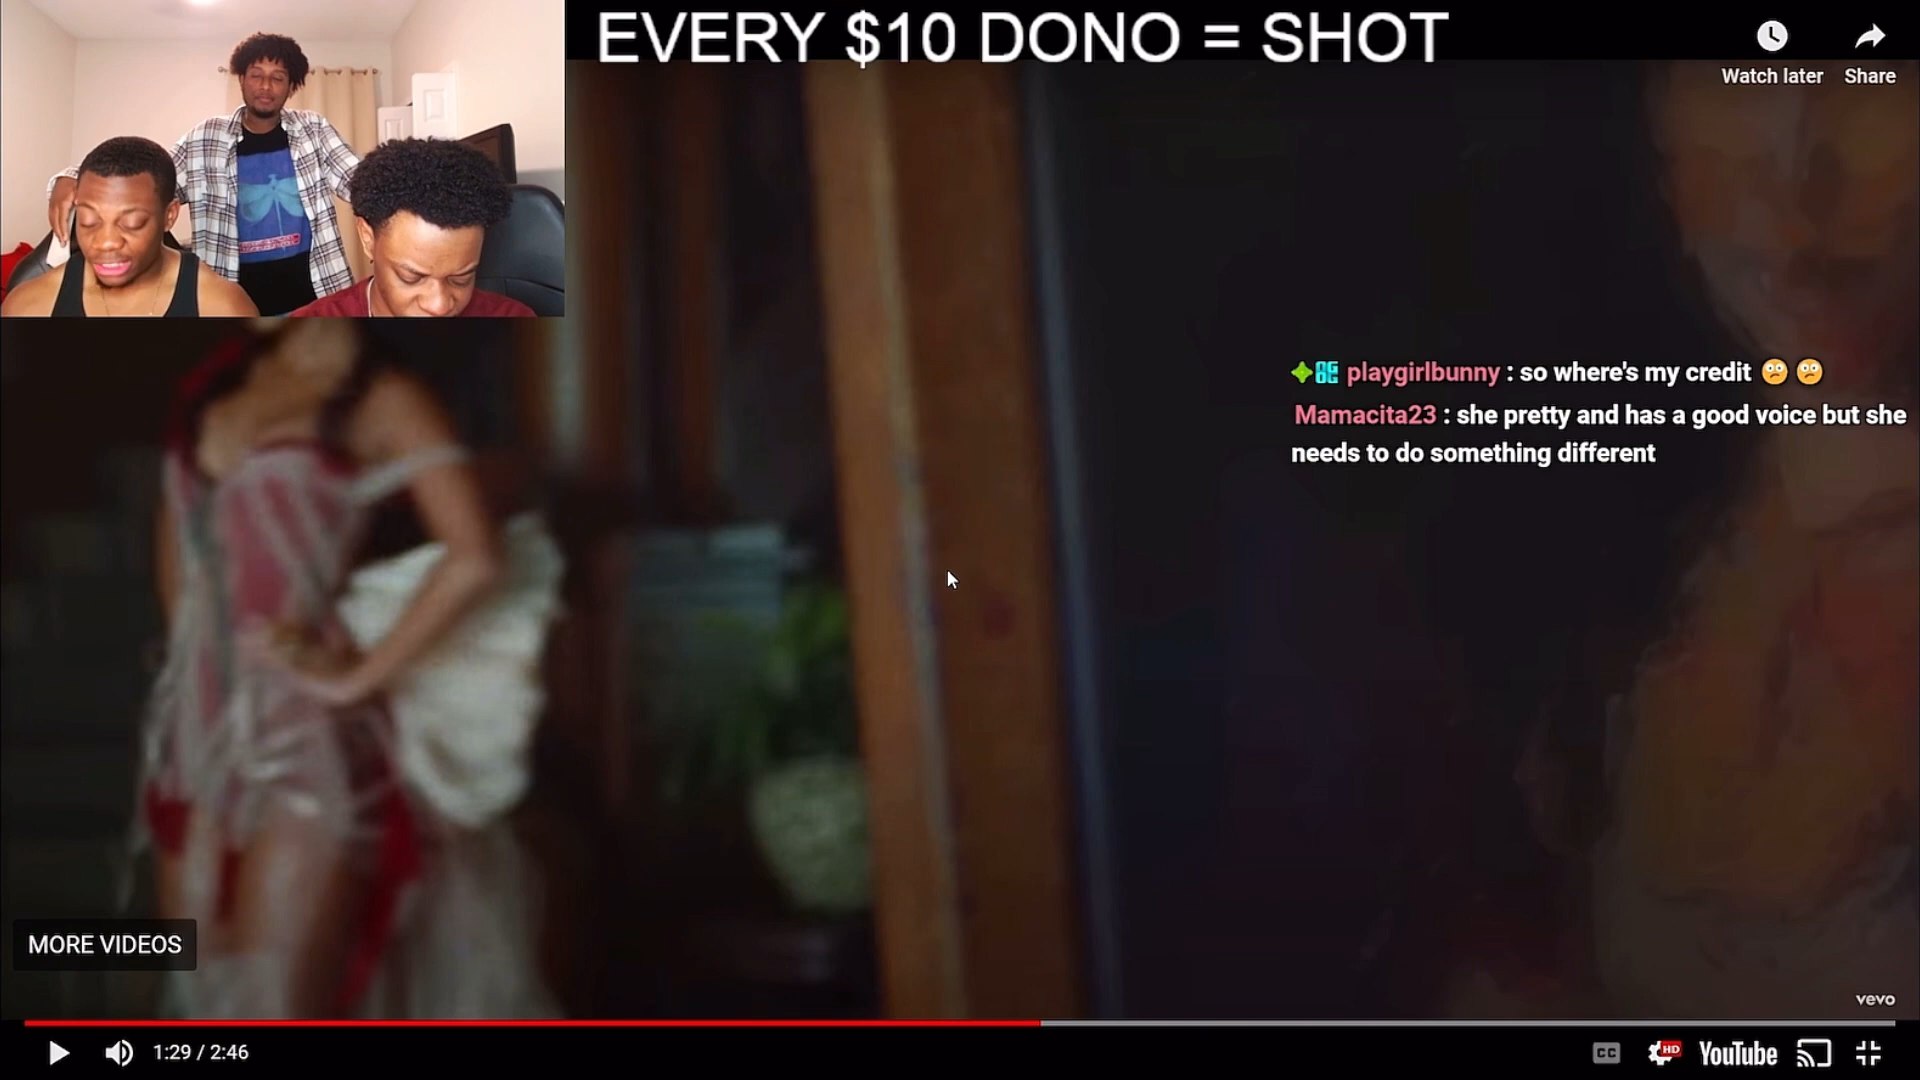 EVERY $10 DONO = SHOT
Watch later
Share
playgirlbunny : so where's my credit
Mamacita23 : she pretty and has a good voice but she
needs to do something different
MORE VIDEOS
vevo
1:29 / 2:46
CC
HD
YouTube